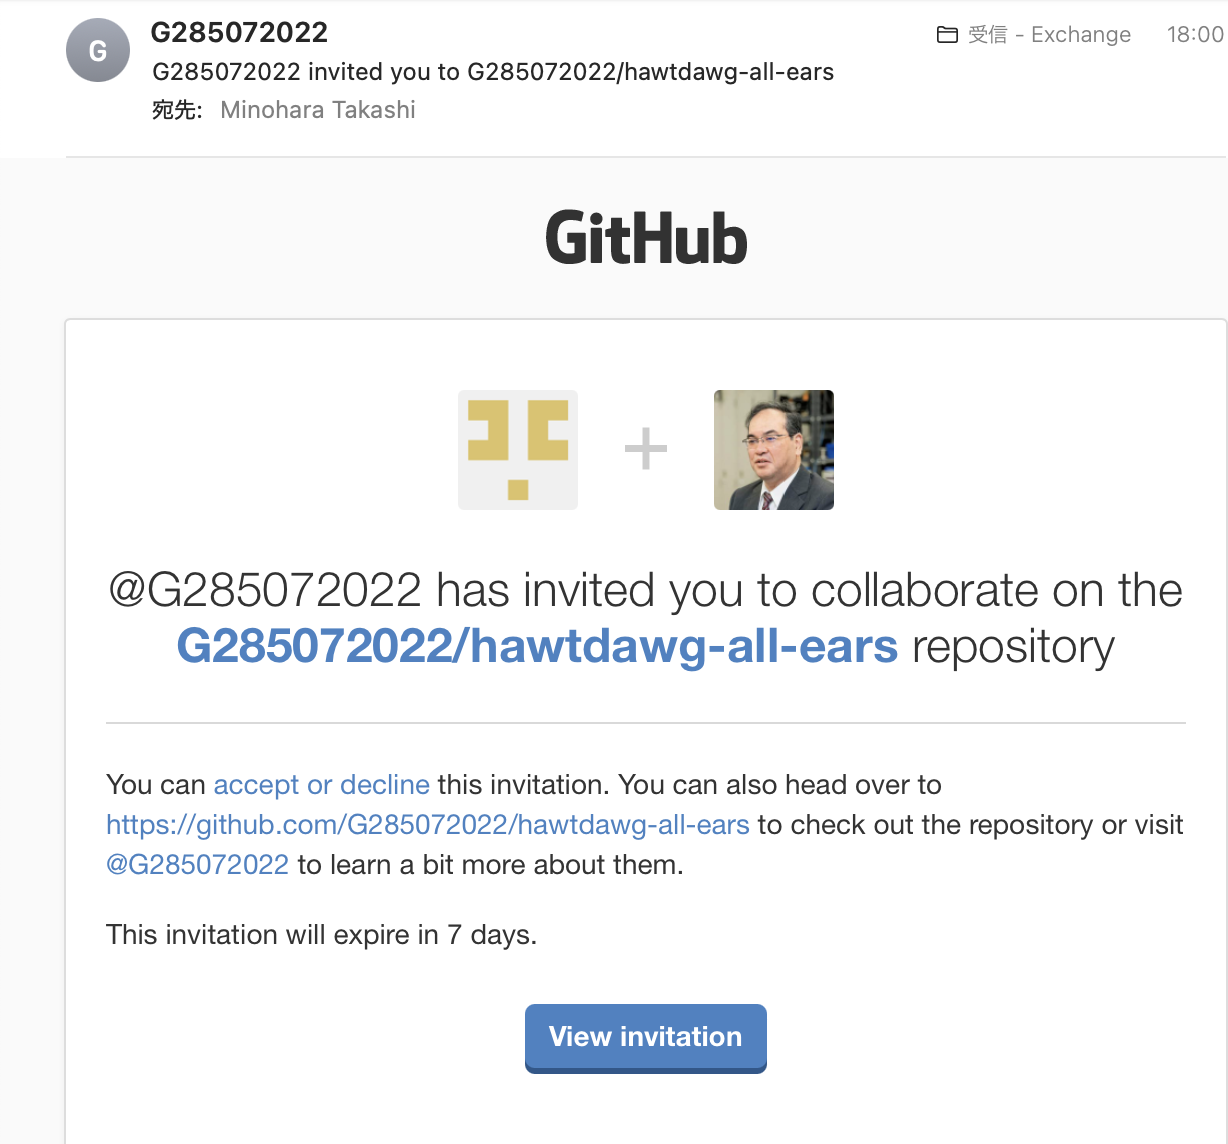 G
G285072022
受信 - Exchange
18:00
G285072022 invited you to G285072022/hawtdawg-all-ears
宛先: Minohara Takashi
GitHub
@G285072022 has invited you to collaborate on the
G285072022/hawtdawg-all-ears repository
You can accept or decline this invitation. You can also head over to
https://github.com/G285072022/hawtdawg-all-ears to check out the repository or visit
@G285072022 to learn a bit more about them.
This invitation will expire in 7 days.
View invitation